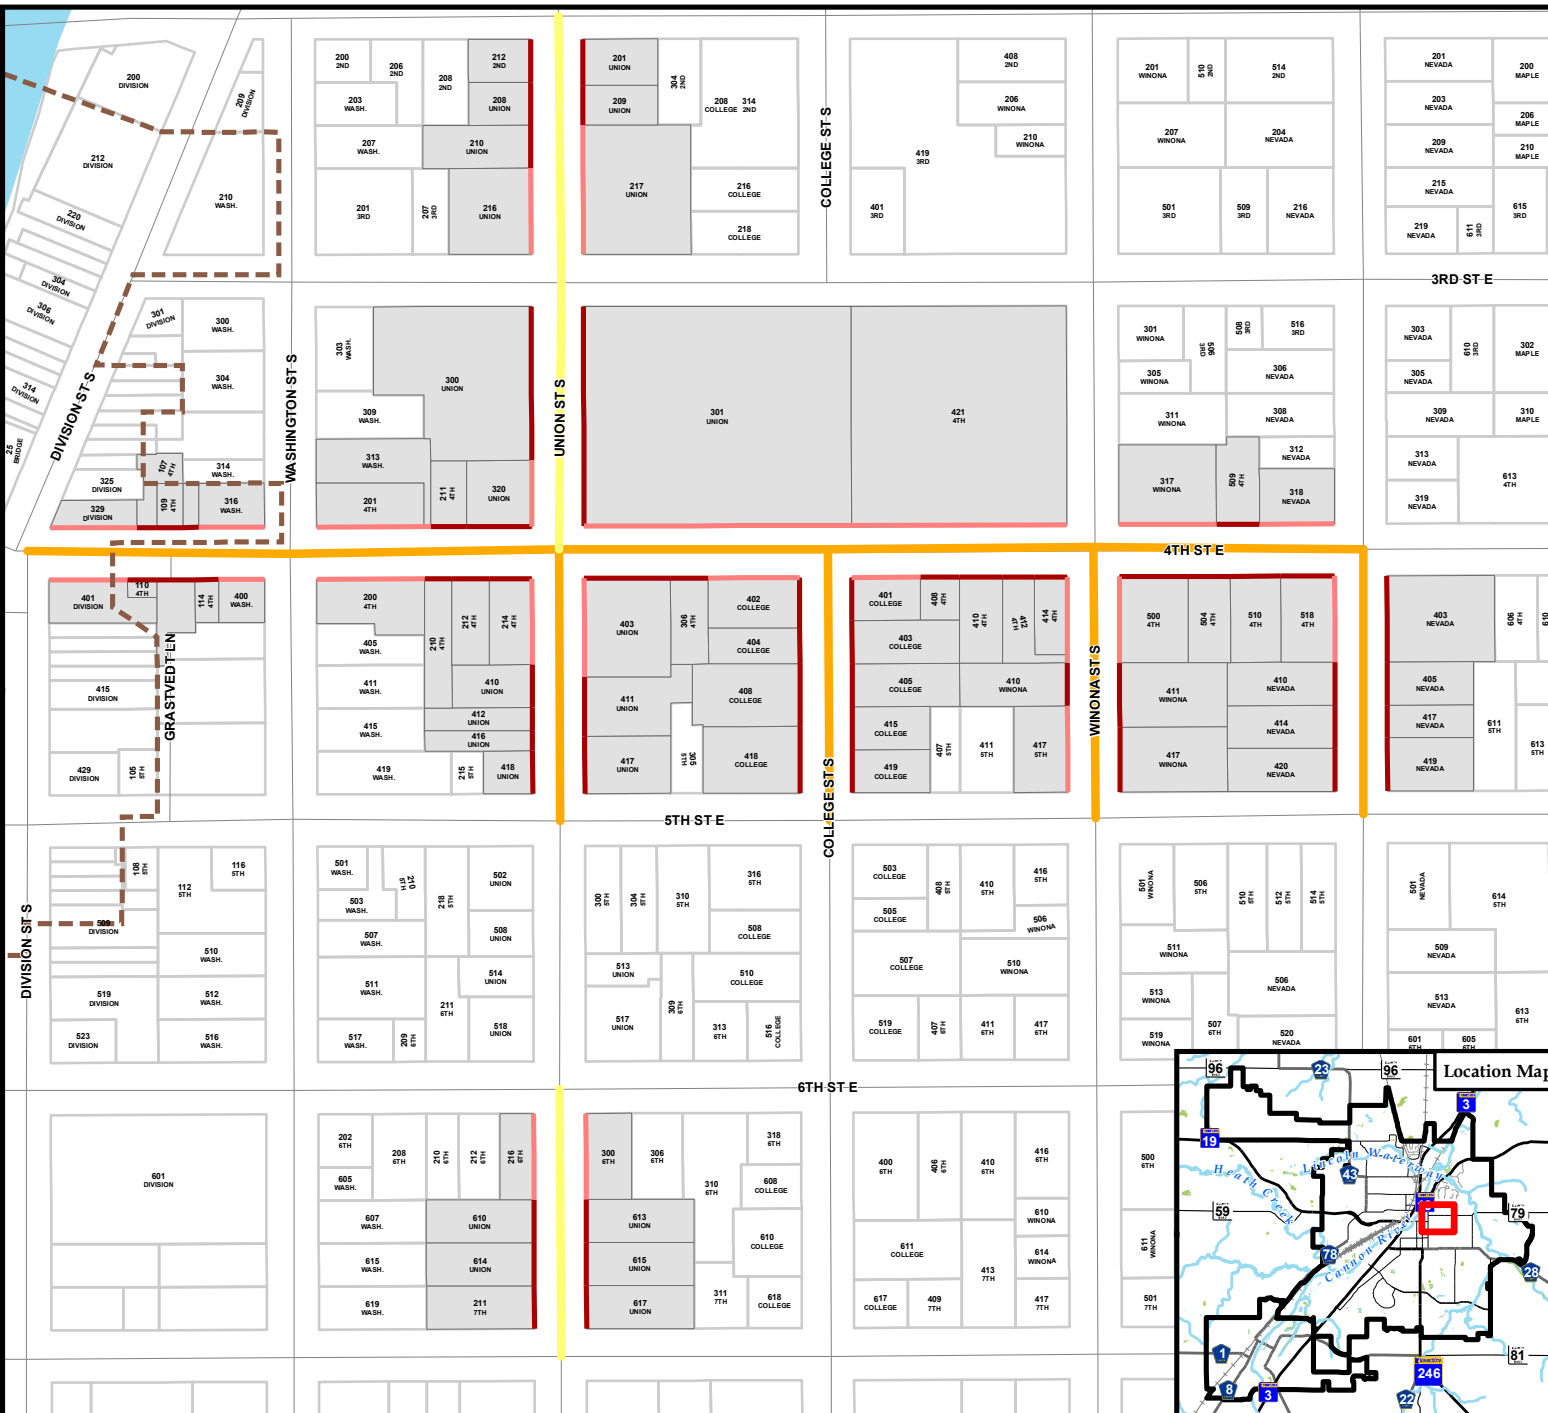 200
DIVISION
209
DIVISION
212
DIVISION
210
WASH.
220
DIVISION
304
DIVISION
306
DIVISION
314
DIVISION
25
BRIDGE
DIVISION ST S
301
DIVISION
300
WASH.
304
WASH.
314
WASH.
107
4TH
325
DIVISION
329
DIVISION
109
4TH
316
WASH.
WASHINGTON ST S
200
2ND
206
2ND
208
2ND
212
2ND
203
WASH.
208
UNION
207
WASH.
210
UNION
201
3RD
207
3RD
216
UNION
303
WASH.
300
UNION
309
WASH.
313
WASH.
201
4TH
211
4TH
320
UNION
UNION ST S
201
UNION
304
2ND
209
UNION
208
COLLEGE
314
2ND
217
UNION
216
COLLEGE
218
COLLEGE
COLLEGE ST S
301
UNION
421
4TH
408
2ND
206
WINONA
210
WINONA
419
3RD
401
3RD
201
WINONA
510
2ND
514
2ND
207
WINONA
204
NEVADA
501
3RD
509
3RD
216
NEVADA
201
NEVADA
200
MAPLE
203
NEVADA
206
MAPLE
209
NEVADA
210
MAPLE
215
NEVADA
615
3RD
219
NEVADA
611
3RD
3RD ST E
301
WINONA
506
3RD
508
3RD
516
3RD
305
WINONA
306
NEVADA
311
WINONA
308
NEVADA
312
NEVADA
317
WINONA
509
4TH
318
NEVADA
303
NEVADA
610
3RD
302
MAPLE
305
NEVADA
309
NEVADA
310
MAPLE
313
NEVADA
613
4TH
319
NEVADA
4TH ST E
401
DIVISION
110
4TH
114
4TH
400
WASH.
GRASTVEDT LN
415
DIVISION
429
DIVISION
105
5TH
200
4TH
210
4TH
212
4TH
214
4TH
405
WASH.
411
WASH.
410
UNION
412
UNION
415
WASH.
416
UNION
419
WASH.
215
5TH
418
UNION
403
UNION
306
4TH
402
COLLEGE
404
COLLEGE
411
UNION
408
COLLEGE
417
UNION
305
5TH
418
COLLEGE
COLLEGE ST S
401
COLLEGE
408
4TH
410
4TH
412
4TH
414
4TH
403
COLLEGE
405
COLLEGE
410
WINONA
415
COLLEGE
407
5TH
411
5TH
417
5TH
419
COLLEGE
WINONA ST S
500
4TH
504
4TH
510
4TH
518
4TH
411
WINONA
410
NEVADA
414
NEVADA
417
WINONA
420
NEVADA
403
NEVADA
606
4TH
610
405
NEVADA
417
NEVADA
611
5TH
613
5TH
419
NEVADA
5TH ST E
DIVISION ST S
108
5TH
112
5TH
116
5TH
509
DIVISION
510
WASH.
519
DIVISION
512
WASH.
523
DIVISION
516
WASH.
501
WASH.
210
5TH
218
5TH
502
UNION
503
WASH.
507
WASH.
508
UNION
511
WASH.
514
UNION
211
6TH
517
WASH.
209
6TH
518
UNION
300
5TH
304
5TH
310
5TH
316
5TH
508
COLLEGE
513
UNION
510
COLLEGE
517
UNION
309
6TH
313
6TH
516
COLLEGE
503
COLLEGE
408
5TH
410
5TH
416
5TH
505
COLLEGE
506
WINONA
507
COLLEGE
510
WINONA
519
COLLEGE
407
6TH
411
6TH
417
6TH
501
WINONA
506
5TH
510
5TH
512
5TH
514
5TH
511
WINONA
506
NEVADA
513
WINONA
507
6TH
519
WINONA
520
NEVADA
501
NEVADA
614
5TH
509
NEVADA
513
NEVADA
613
6TH
601
6TH
605
6TH
6TH ST E
601
DIVISION
202
6TH
208
6TH
210
6TH
212
6TH
216
6TH
605
WASH.
607
WASH.
610
UNION
615
WASH.
614
UNION
619
WASH.
211
7TH
300
6TH
306
6TH
318
6TH
310
6TH
608
COLLEGE
613
UNION
610
COLLEGE
615
UNION
617
UNION
311
7TH
618
COLLEGE
400
6TH
406
6TH
410
6TH
416
6TH
610
WINONA
611
COLLEGE
614
WINONA
413
7TH
617
COLLEGE
409
7TH
417
7TH
500
6TH
611
WINONA
501
7TH
Location Map
96
23
96
3
19
43
Lincoln Waterway
Heath Creek
59
79
78
Cannon River
28
1
81
8
3
246
22